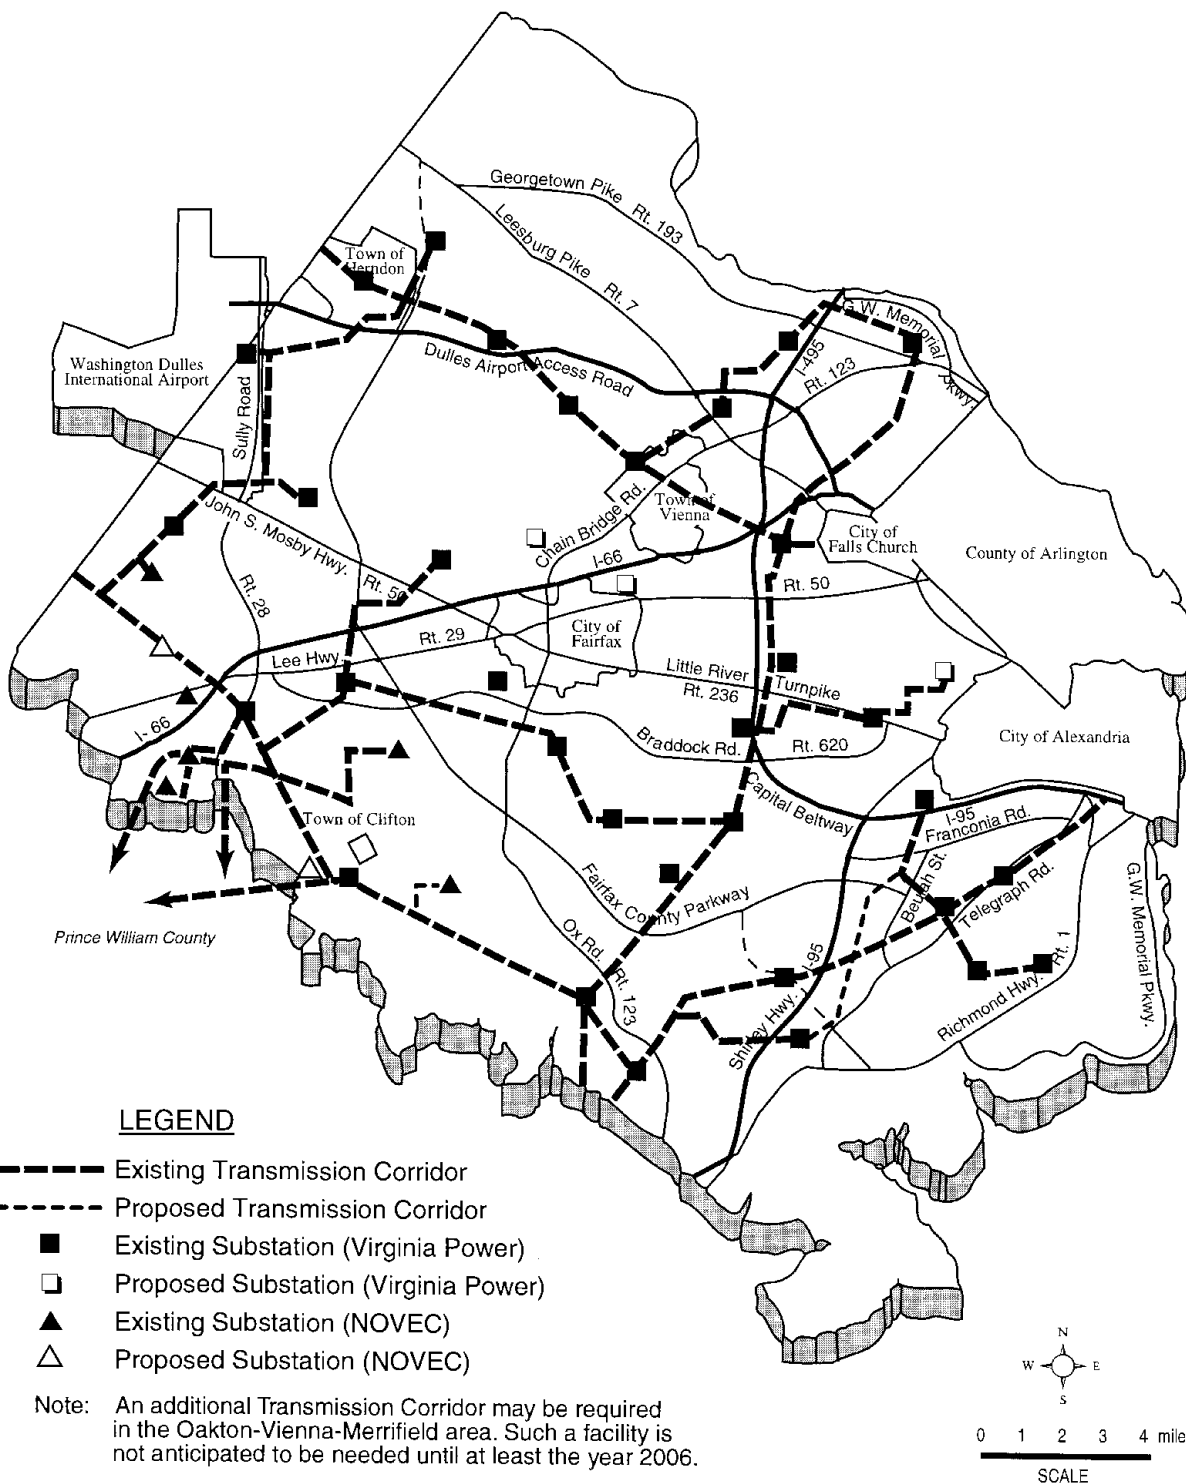 Georgetown Pike Rt. 193
Leesburg Pike Rt. 7
Town of
Herndon
G.W. Memorial Pkwy.
Washington Dulles
International Airport
Dulles Airport Access Road
I-495
Rt. 123
Sully Road
John S. Mosby Hwy. Rt. 50
Chain Bridge Rd.
Town of
Vienna
City of
Falls Church
County of Arlington
I-66
Rt. 50
Rt. 28
City of
Fairfax
Rt. 29
Lee Hwy.
Little River Turnpike
Rt. 236
I-66
Braddock Rd.
Rt. 620
City of Alexandria
Capital Beltway
I-95
Franconia Rd.
Town of Clifton
Beulah St.
Telegraph Rd.
Fairfax County Parkway
G.W. Memorial Pkwy.
Prince William County
Ox Rd. Rt. 123
I-95
Shirley Hwy.
Richmond Hwy. Rt. 1
LEGEND
Existing Transmission Corridor
Proposed Transmission Corridor
Existing Substation (Virginia Power)
Proposed Substation (Virginia Power)
Existing Substation (NOVEC)
Proposed Substation (NOVEC)
Note: An additional Transmission Corridor may be required
in the Oakton-Vienna-Merrifield area. Such a facility is
not anticipated to be needed until at least the year 2006.
N
W E
S
0 1 2 3 4 mile
SCALE